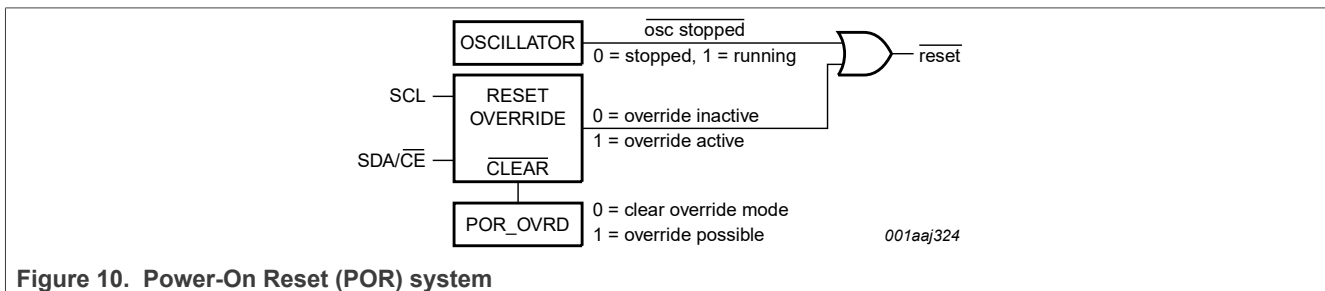 OSCILLATOR
osc stopped
0 = stopped, 1 = running
reset
SCL
RESET
OVERRIDE
0 = override inactive
1 = override active
SDA/CE
CLEAR
POR_OVRD
0 = clear override mode
1 = override possible
001aaj324
Figure 10. Power-On Reset (POR) system